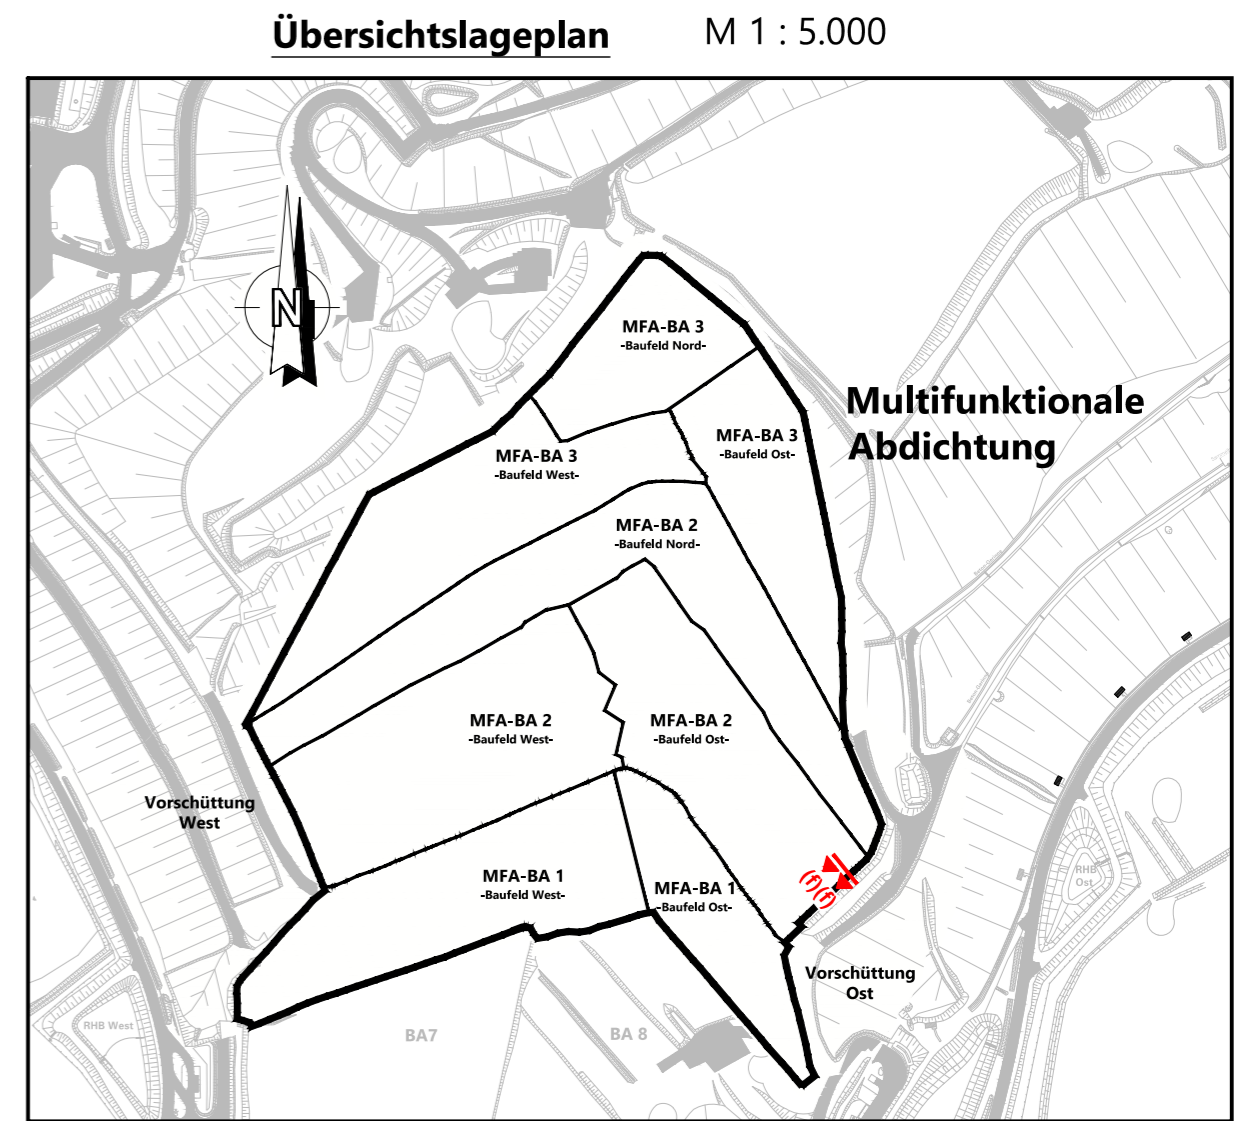 Übersichtslageplan M 1 : 5.000
N
MFA-BA 3
-Baufeld Nord-
Multifunktionale
Abdichtung
MFA-BA 3
-Baufeld Ost-
MFA-BA 3
-Baufeld West-
MFA-BA 2
-Baufeld Nord-
MFA-BA 2
-Baufeld West-
MFA-BA 2
-Baufeld Ost-
Vorschüttung
West
MFA-BA 1
-Baufeld West-
MFA-BA 1
-Baufeld Ost-
(f)(f)
RHB
Ost
Vorschüttung
Ost
RHB West
BA7
BA 8